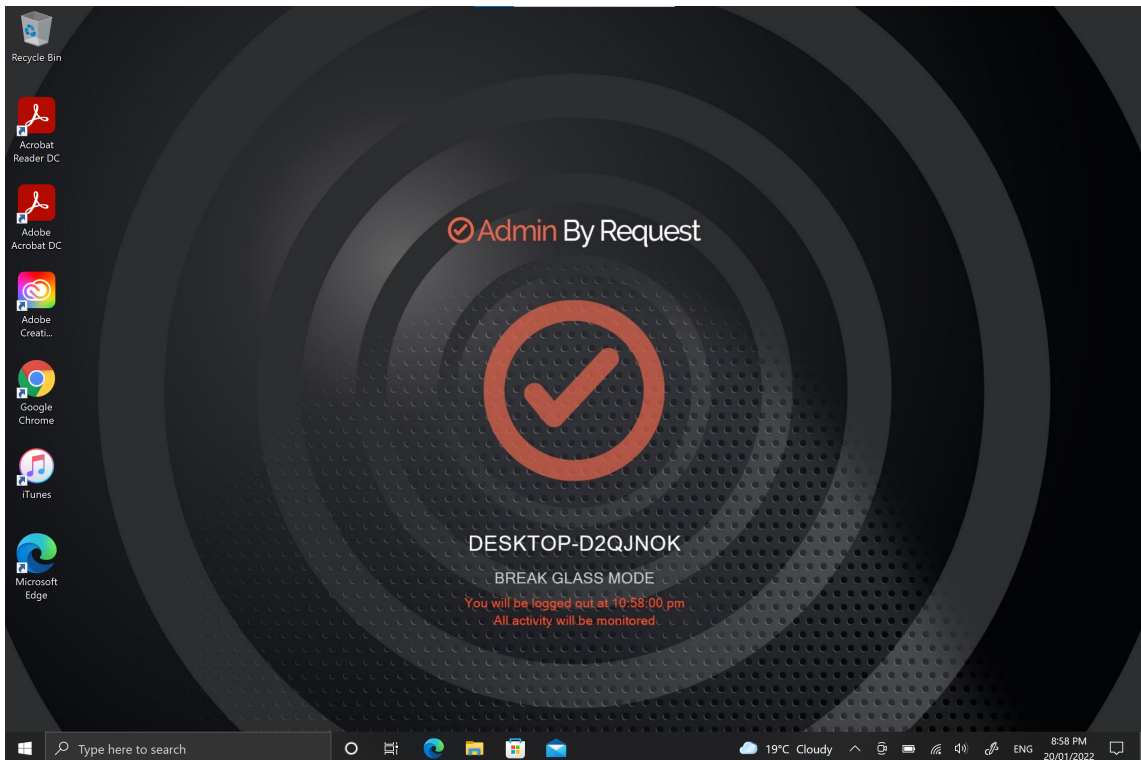 Recycle Bin
Acrobat
Reader DC
Adobe
Acrobat DC
Adobe
Creati...
Google
Chrome
iTunes
Microsoft
Edge
Admin By Request
DESKTOP-D2QJNOK
BREAK GLASS MODE
You will be logged out at 10:58:00 pm
All activity will be monitored
Type here to search
19°C Cloudy
ENG
8:58 PM
20/01/2022